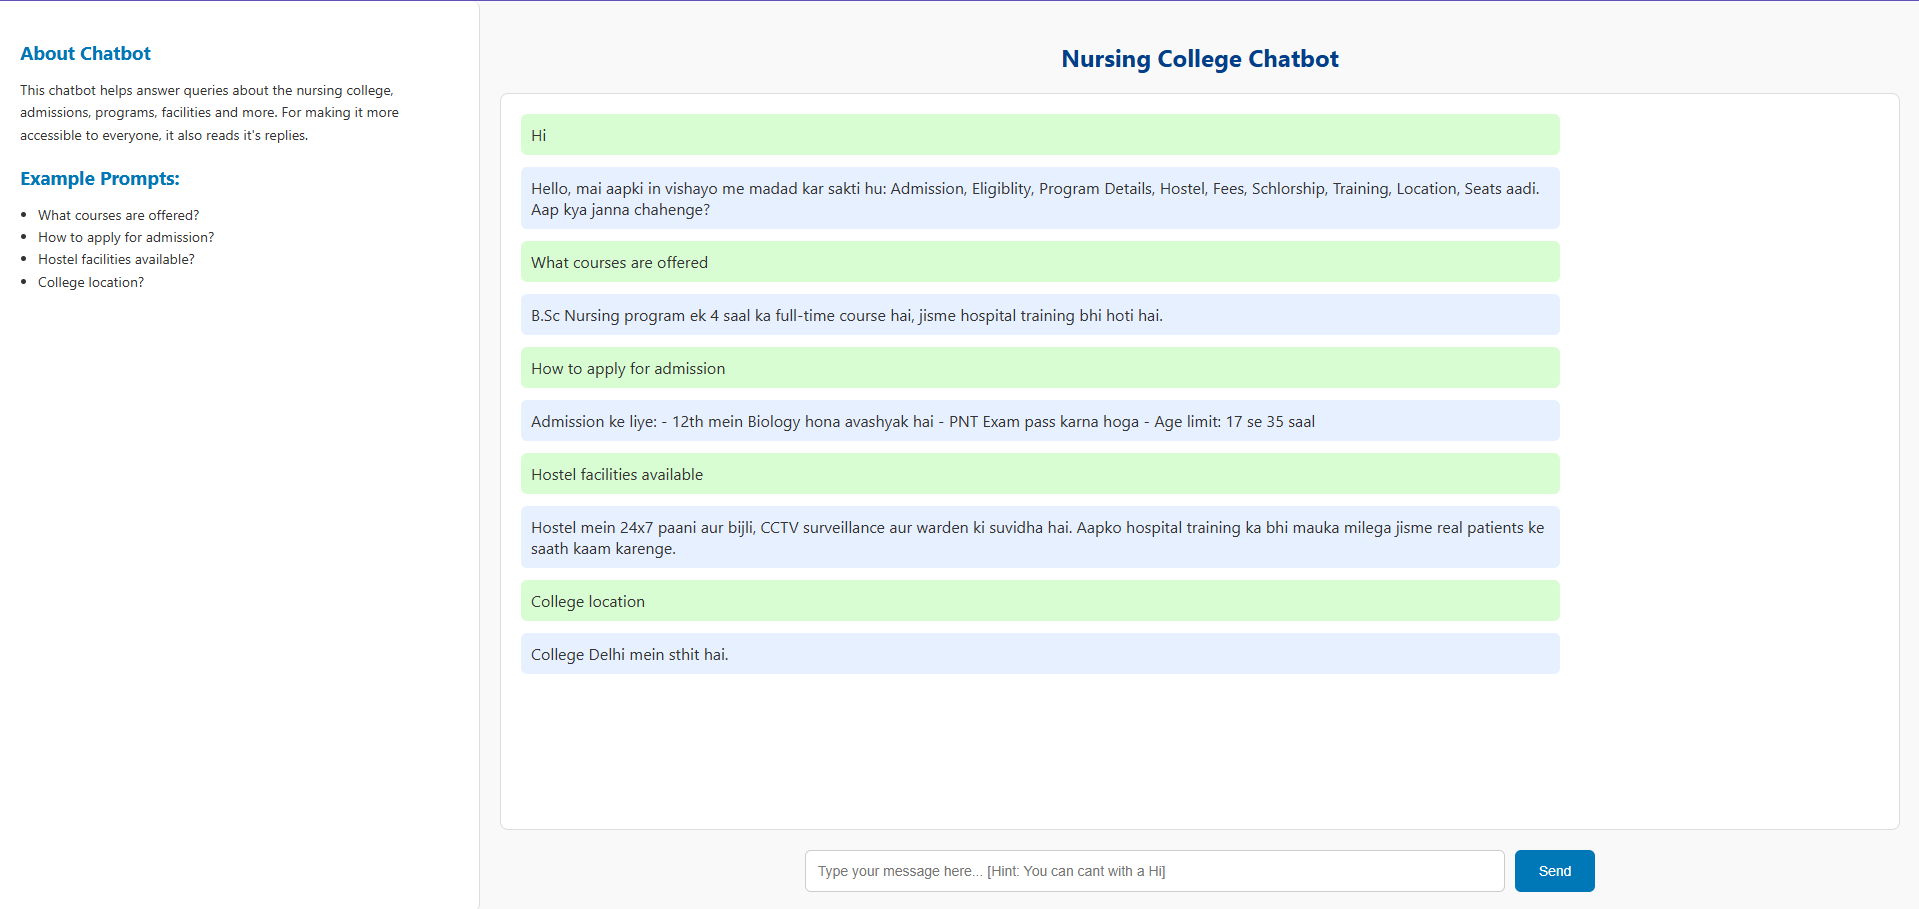 About Chatbot
This chatbot helps answer queries about the nursing college,
admissions, programs, facilities and more. For making it more
accessible to everyone, it also reads it's replies.
Example Prompts:
What courses are offered?
How to apply for admission?
Hostel facilities available?
College location?
Nursing College Chatbot
Hi
Hello, mai aapki in vishayo me madad kar sakti hu: Admission, Eligiblity, Program Details, Hostel, Fees, Schlorship, Training, Location, Seats aadi.
Aap kya janna chahenge?
What courses are offered
B.Sc Nursing program ek 4 saal ka full-time course hai, jisme hospital training bhi hoti hai.
How to apply for admission
Admission ke liye: - 12th mein Biology hona avashyak hai - PNT Exam pass karna hoga - Age limit: 17 se 35 saal
Hostel facilities available
Hostel mein 24x7 paani aur bijli, CCTV surveillance aur warden ki suvidha hai. Aapko hospital training ka bhi mauka milega jisme real patients ke
saath kaam karenge.
College location
College Delhi mein sthit hai.
Type your message here... [Hint: You can cant with a Hi]
Send